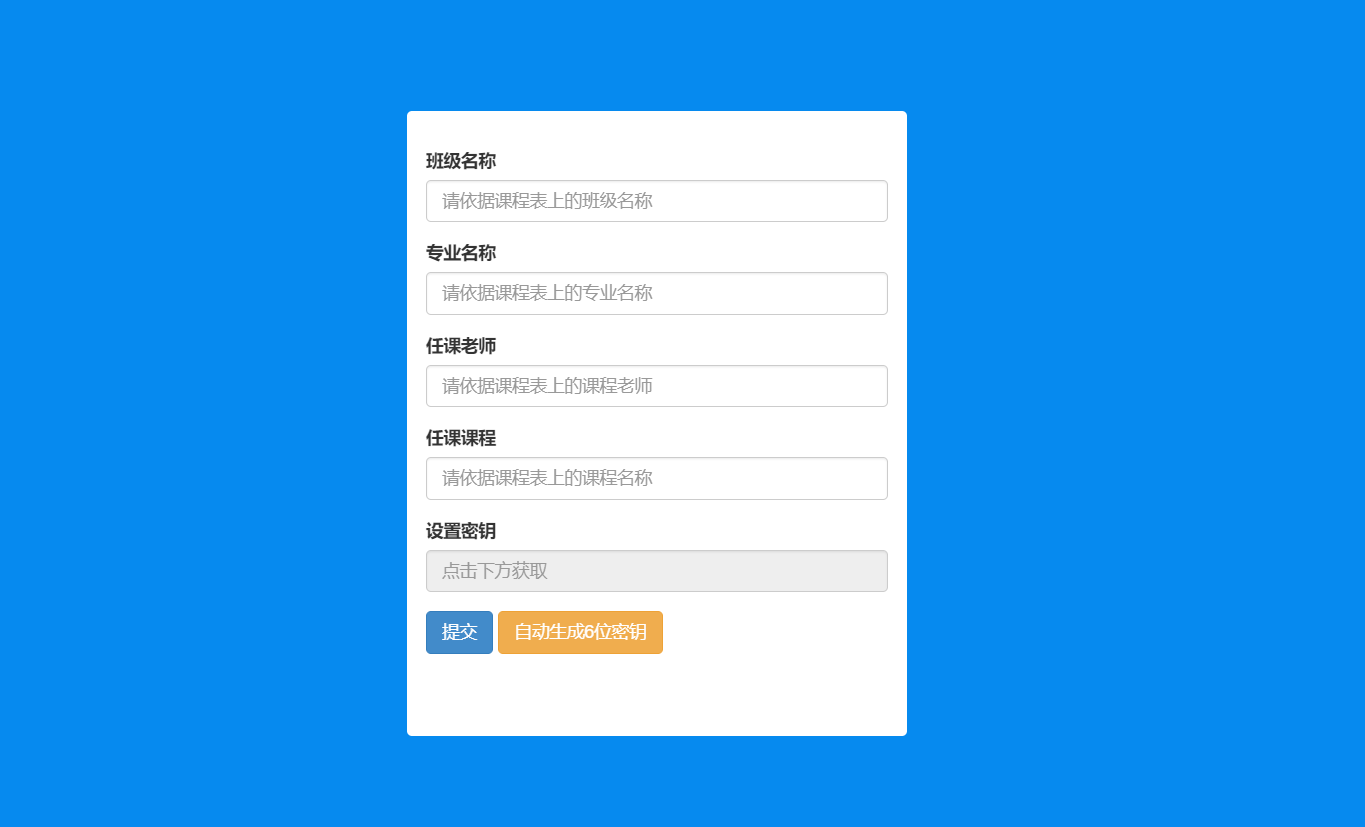 班级名称
请依据课程表上的班级名称
专业名称
请依据课程表上的专业名称
任课老师
请依据课程表上的课程老师
任课课程
请依据课程表上的课程名称
设置密钥
点击下方获取
提交 自动生成6位密钥